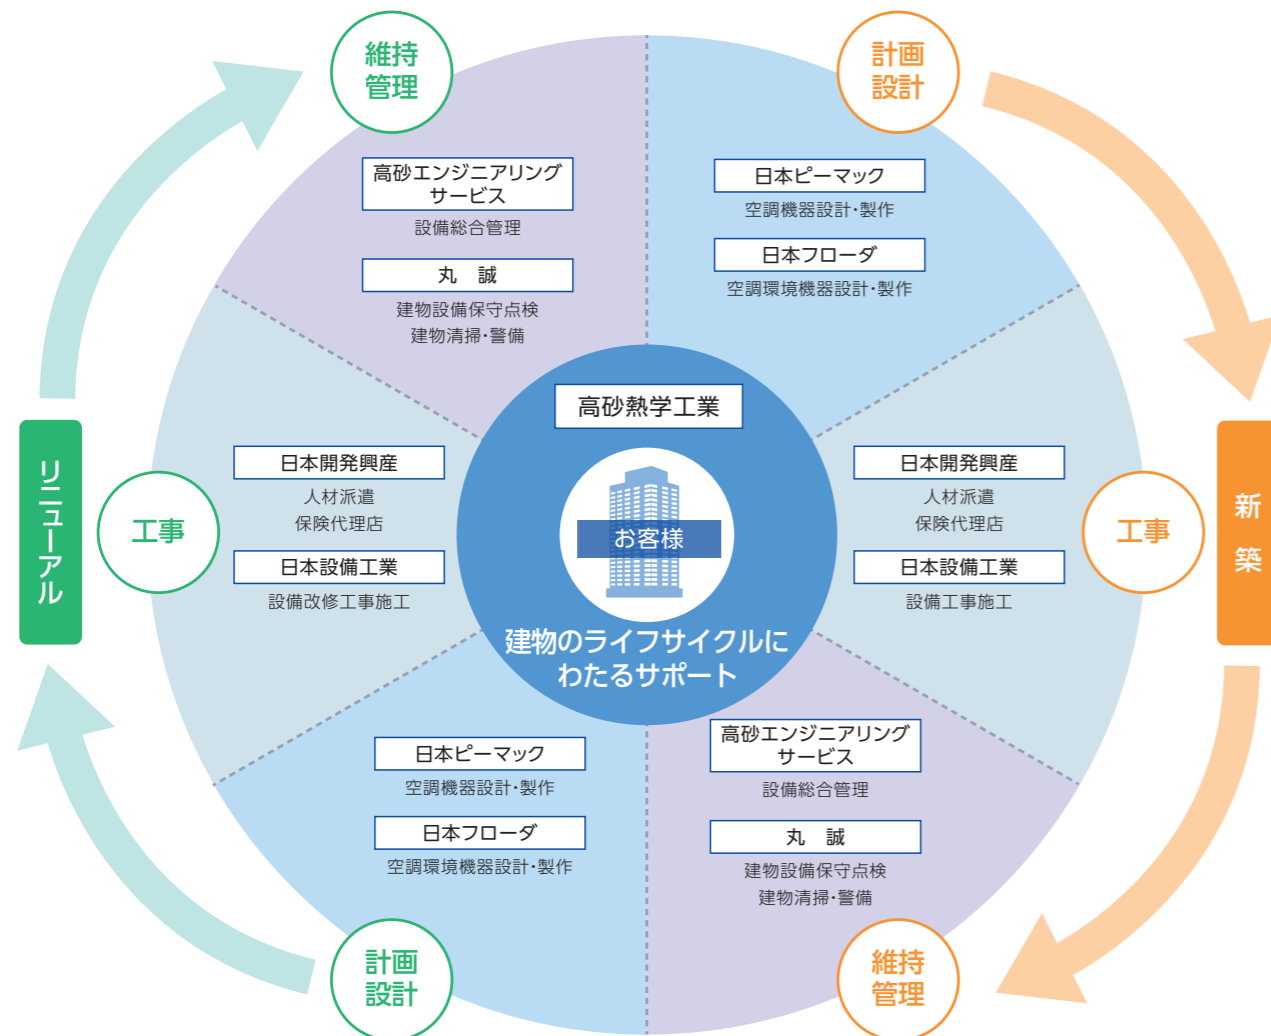 維持
管理
計画
設計
高砂エンジニアリング
サービス
設備総合管理
丸　誠
建物設備保守点検
建物清掃・警備
日本ピーマック
空調機器設計・製作
日本フローダ
空調環境機器設計・製作
高砂熱学工業
お客様
建物のライフサイクルに
わたるサポート
リニューアル
工事
日本開発興産
人材派遣
保険代理店
日本設備工業
設備改修工事施工
日本開発興産
人材派遣
保険代理店
日本設備工業
設備工事施工
工事
新築
日本ピーマック
空調機器設計・製作
日本フローダ
空調環境機器設計・製作
計画
設計
高砂エンジニアリング
サービス
設備総合管理
丸　誠
建物設備保守点検
建物清掃・警備
維持
管理